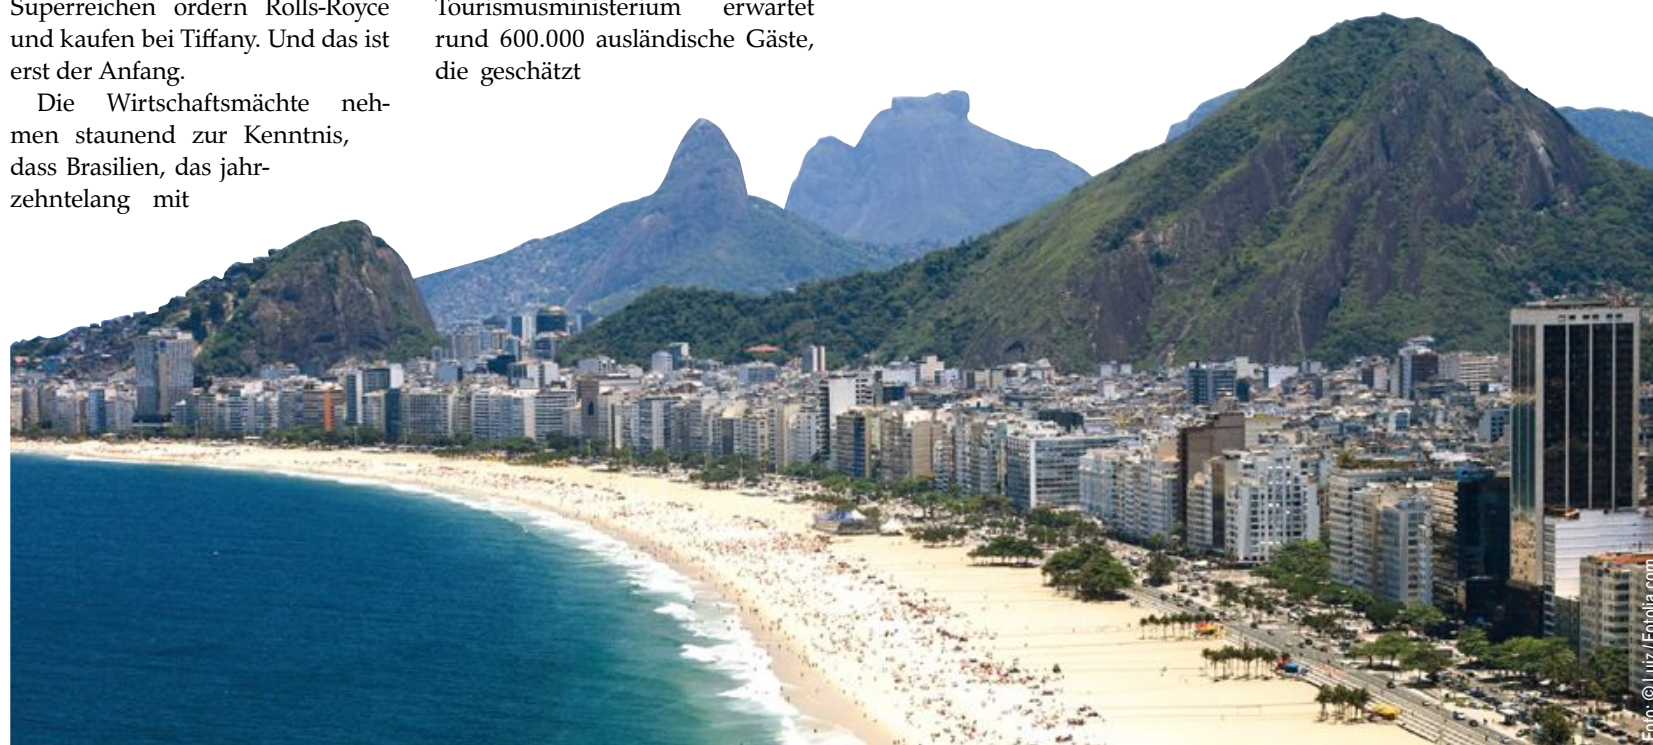 Superreichen ordern Rolls-Royce
und kaufen bei Tiffany. Und das ist
erst der Anfang.
Die Wirtschaftsmächte neh-
men staunend zur Kenntnis,
dass Brasilien, das jahr-
zehntelang mit
Tourismusministerium erwartet
rund 600.000 ausländische Gäste,
die geschätzt
Foto: © Luiz / Fotolia.com